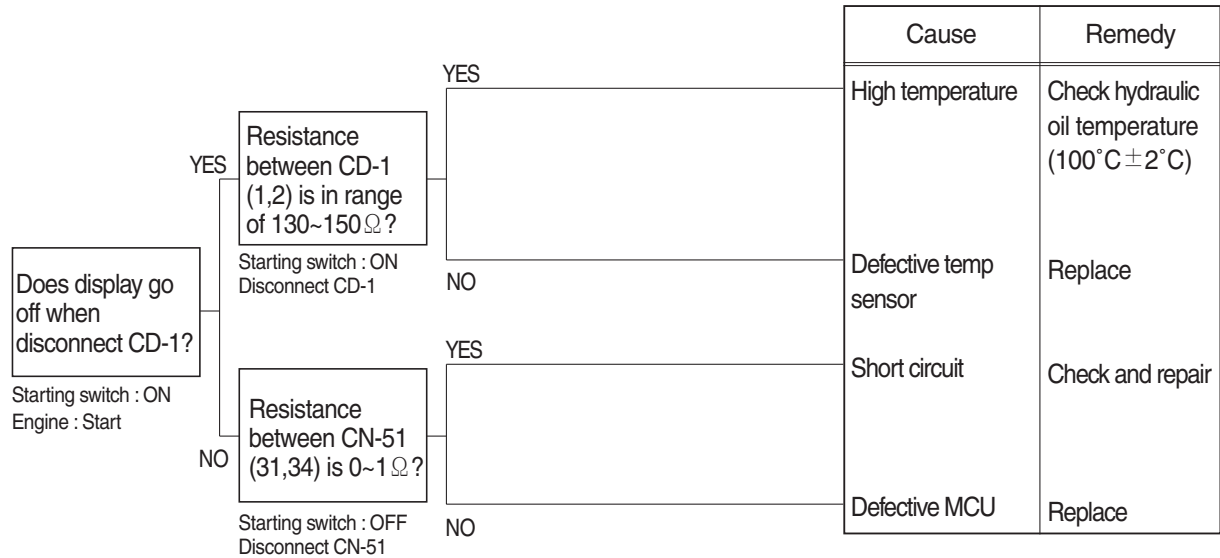 Does display go
off when
disconnect CD-1?
Starting switch : ON
Engine : Start
YES
Resistance
between CD-1
(1,2) is in range
of 130~150Ω?
Starting switch : ON
Disconnect CD-1
NO
Resistance
between CN-51
(31,34) is 0~1Ω?
Starting switch : OFF
Disconnect CN-51
YES
NO
YES
NO
Cause Remedy
High temperature Check hydraulic
oil temperature
(100˚C±2˚C)
Defective temp Replace
sensor
Short circuit Check and repair
Defective MCU Replace